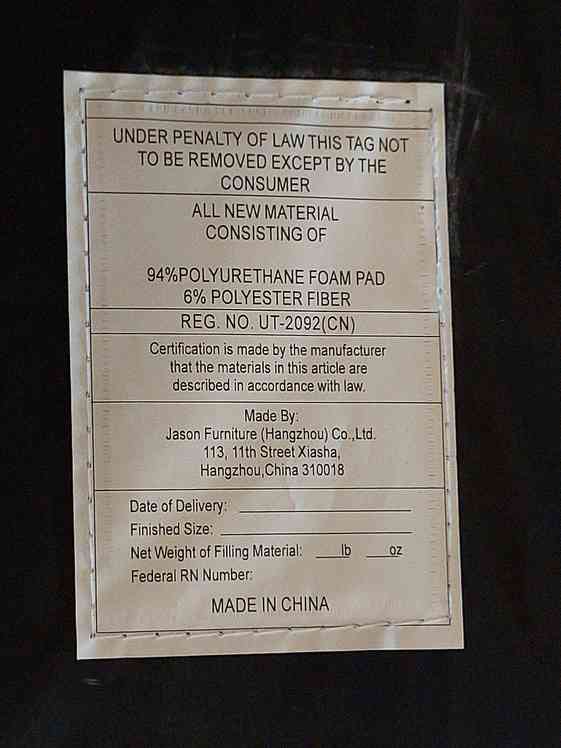 UNDER PENALTY OF LAW THIS TAG NOT
TO BE REMOVED EXCEPT BY THE
CONSUMER
ALL NEW MATERIAL
CONSISTING OF
94%POLYURETHANE FOAM PAD
6% POLYESTER FIBER
REG. NO. UT-2092(CN)
Certification is made by the manufacturer
that the materials in this article are
described in accordance with law.
Made By:
Jason Furniture (Hangzhou) Co.,Ltd.
113, 11th Street Xiasha,
Hangzhou,China 310018
Date of Delivery:
Finished Size:
Net Weight of Filling Material: lb oz
Federal RN Number:
MADE IN CHINA